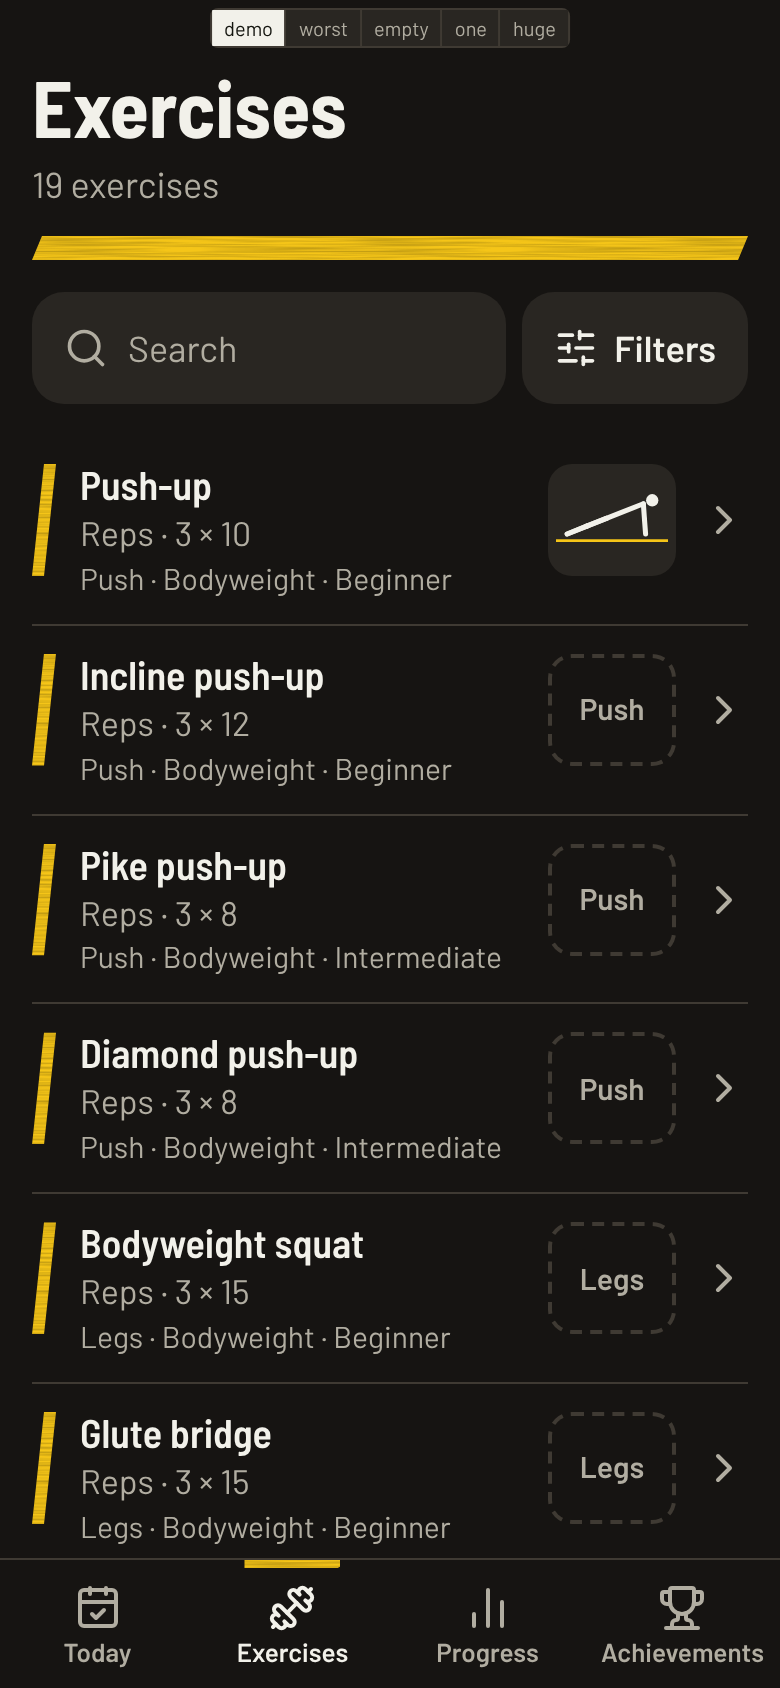 demo worst empty one huge
Exercises
19 exercises
Search
Filters
Push-up
Reps · 3 × 10
Push · Bodyweight · Beginner
Incline push-up
Reps · 3 × 12
Push · Bodyweight · Beginner
Push
Pike push-up
Reps · 3 × 8
Push · Bodyweight · Intermediate
Push
Diamond push-up
Reps · 3 × 8
Push · Bodyweight · Intermediate
Push
Bodyweight squat
Reps · 3 × 15
Legs · Bodyweight · Beginner
Legs
Glute bridge
Reps · 3 × 15
Legs · Bodyweight · Beginner
Legs
Today Exercises Progress Achievements